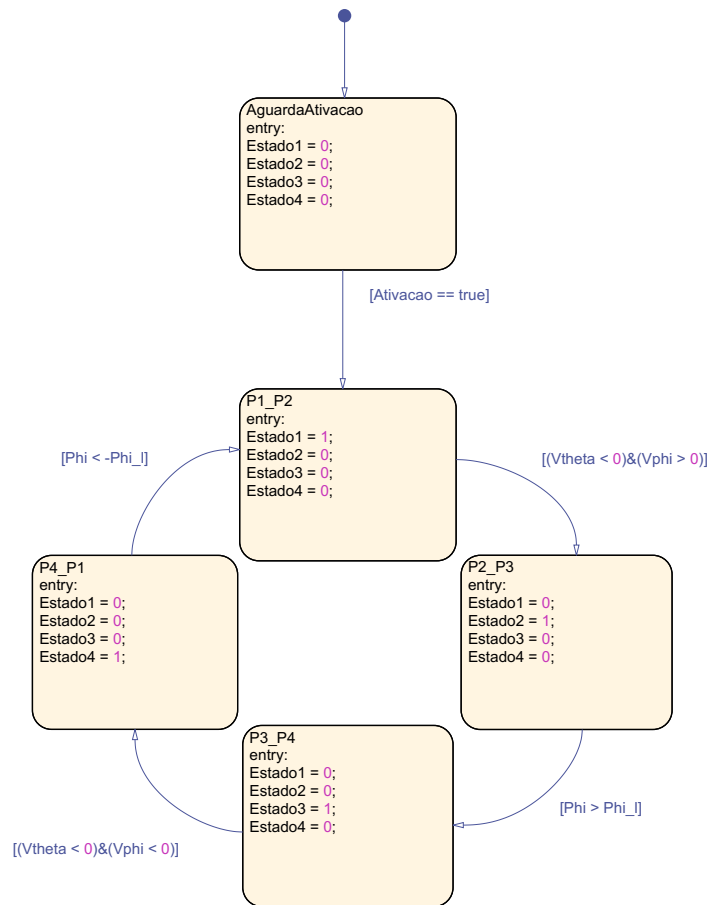 AguardaAtivacao
entry:
Estado1 = 0;
Estado2 = 0;
Estado3 = 0;
Estado4 = 0;
[Ativacao == true]
P1_P2
entry:
Estado1 = 1;
Estado2 = 0;
Estado3 = 0;
Estado4 = 0;
[Phi < -Phi_l]
[(Vtheta < 0)&(Vphi > 0)]
P4_P1
entry:
Estado1 = 0;
Estado2 = 0;
Estado3 = 0;
Estado4 = 1;
P2_P3
entry:
Estado1 = 0;
Estado2 = 1;
Estado3 = 0;
Estado4 = 0;
P3_P4
entry:
Estado1 = 0;
Estado2 = 0;
Estado3 = 1;
Estado4 = 0;
[Phi > Phi_l]
[(Vtheta < 0)&(Vphi < 0)]